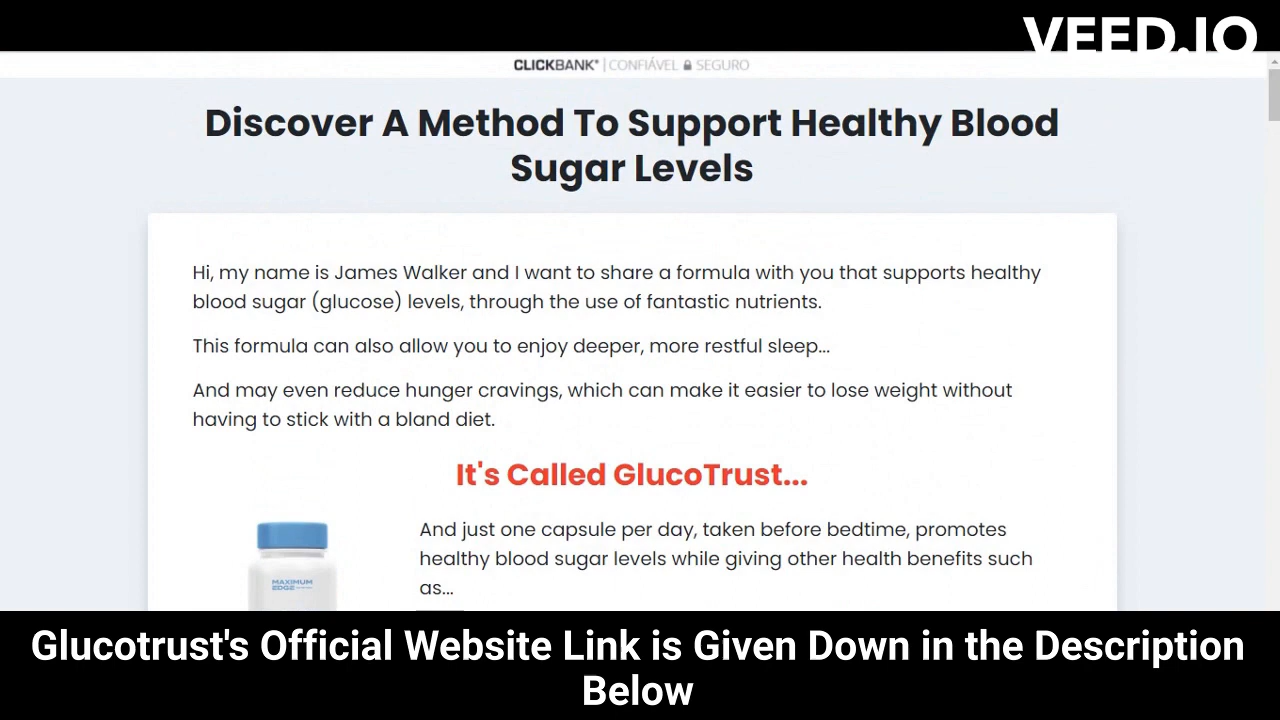 VEED.IO
CLICKBANK® | CONFIÁVEL SEGURO
Discover A Method To Support Healthy Blood
Sugar Levels
Hi, my name is James Walker and I want to share a formula with you that supports healthy
blood sugar (glucose) levels, through the use of fantastic nutrients.
This formula can also allow you to enjoy deeper, more restful sleep...
And may even reduce hunger cravings, which can make it easier to lose weight without
having to stick with a bland diet.
It's Called GlucoTrust...
And just one capsule per day, taken before bedtime, promotes
healthy blood sugar levels while giving other health benefits such
as...
MAXIMUM
EDGE
Glucotrust's Official Website Link is Given Down in the Description
Below